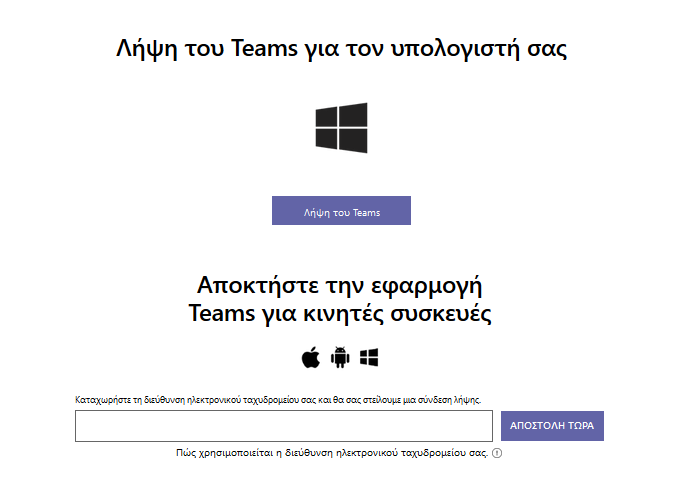 Λήψη του Teams για τον υπολογιστή σας
Λήψη του Teams
Αποκτήστε την εφαρμογή
Teams για κινητές συσκευές
Καταχωρήστε τη διεύθυνση ηλεκτρονικού ταχυδρομείου σας και θα σας στείλουμε μια σύνδεση λήψης.
ΑΠΟΣΤΟΛΗ ΤΩΡΑ
Πώς χρησιμοποιείται η διεύθυνση ηλεκτρονικού ταχυδρομείου σας.